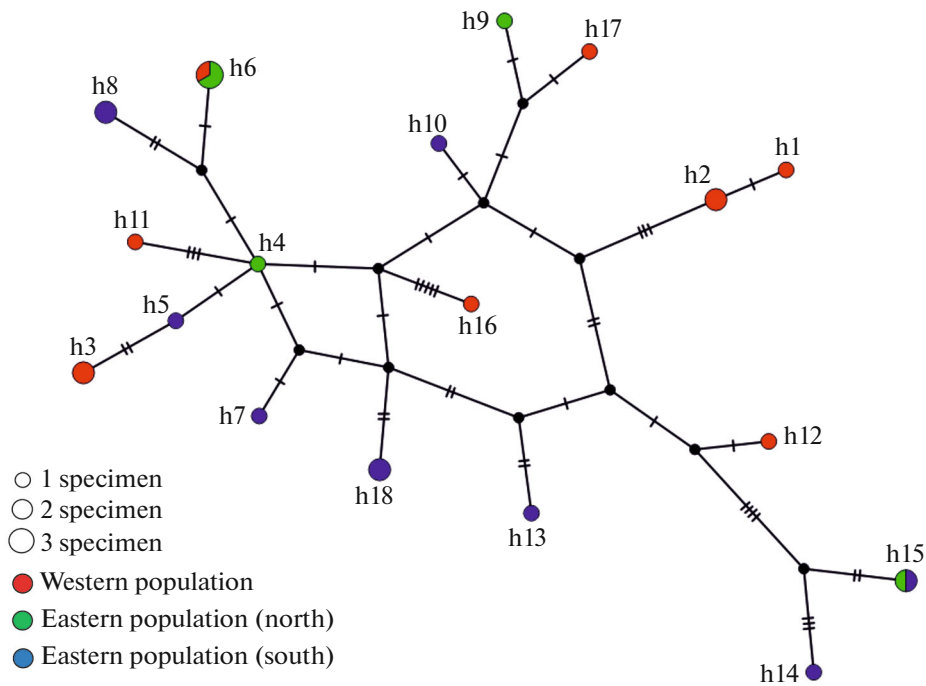 h9
h17
h6
h8
h10
h1
h2
h11
h4
h5
h16
h3
h7
h12
h18
h13
h15
h14
1 specimen
2 specimen
3 specimen
Western population
Eastern population (north)
Eastern population (south)